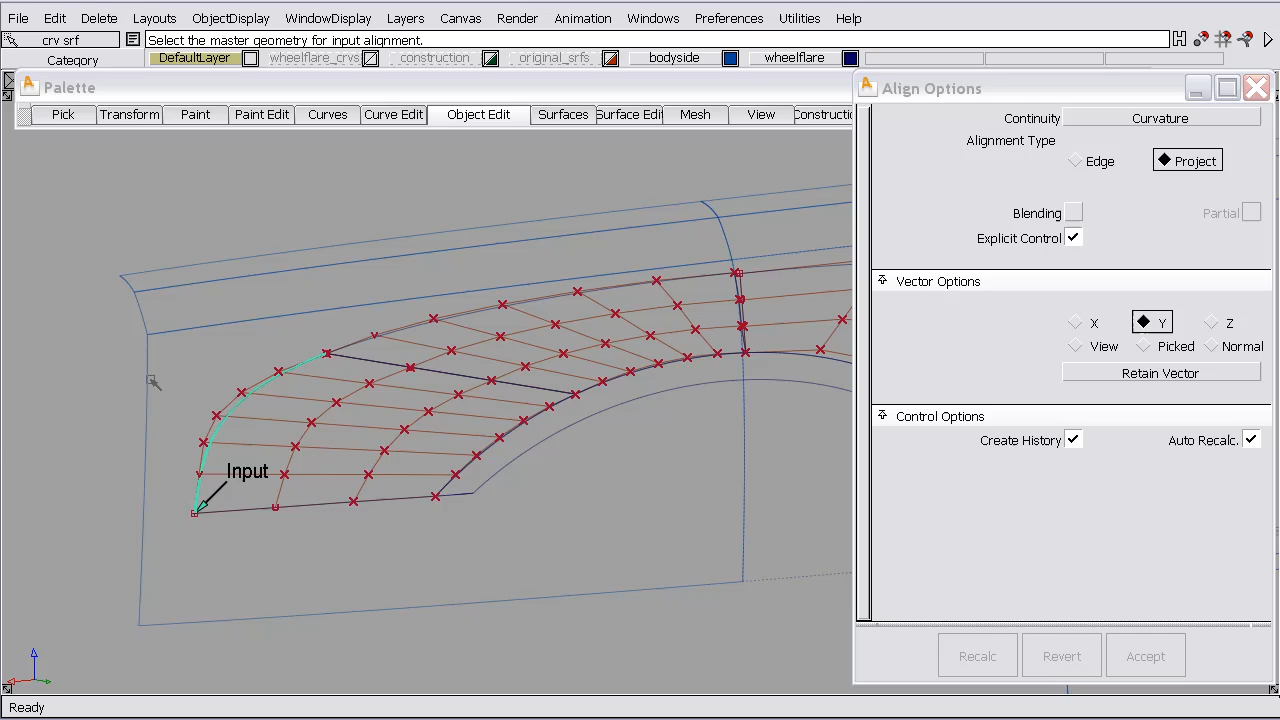 File Edit Delete Layouts ObjectDisplay WindowDisplay Layers Canvas Render Animation Windows Preferences Utilities Help
crv srf Select the master geometry for input alignment.
Category DefaultLayer wheelflare_crvs construction original_srfs bodyside wheelflare
Palette
Pick Transform Paint Paint Edit Curves Curve Edit Object Edit Surfaces Surface Edi Mesh View Constructio
Align Options
Continuity Curvature
Alignment Type
Edge Project
Blending Partial
Explicit Control
Vector Options
X Y Z
View Picked Normal
Retain Vector
Control Options
Create History Auto Recalc.
Input
Recalc Revert Accept
Ready